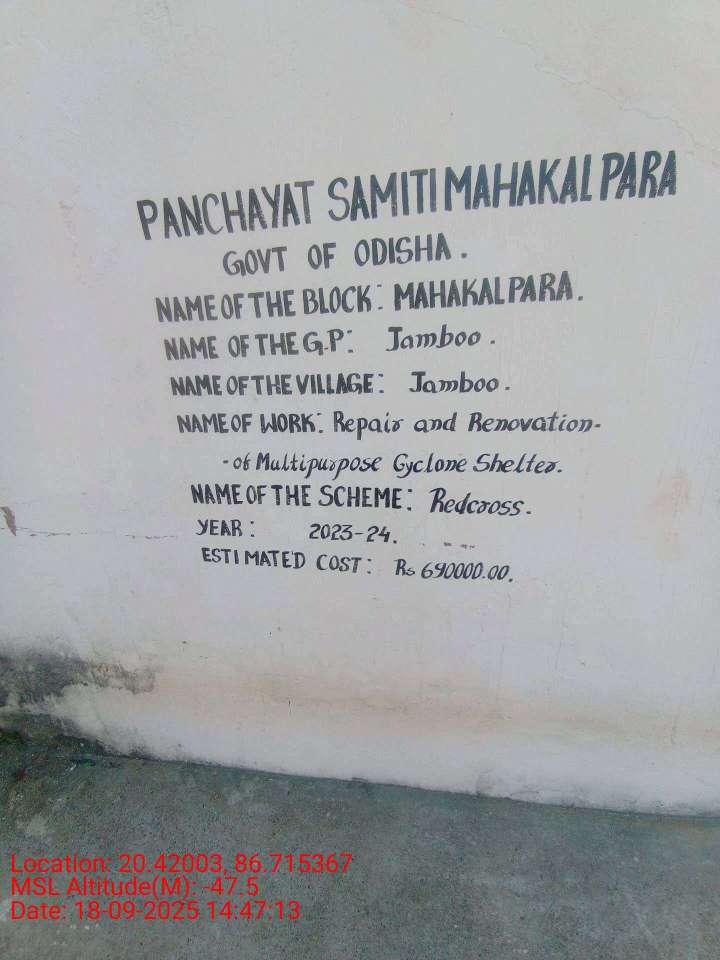 PANCHAYAT SAMITI MAHAKALPARA
GOVT OF ODISHA.
NAME OF THE BLOCK: MAHAKALPARA.
NAME OF THE G.P: Jamboo.
NAME OF THE VILLAGE: Jamboo.
NAME OF WORK: Repair and Renovation-
-of Multipurpose Cyclone Shelter.
NAME OF THE SCHEME: Redcross.
YEAR: 2023-24.
ESTIMATED COST: Rs 690000.00.
Location: 20.42003, 86.715367
MSL Altitude(M): -47.5
Date: 18-09-2025 14:47:13